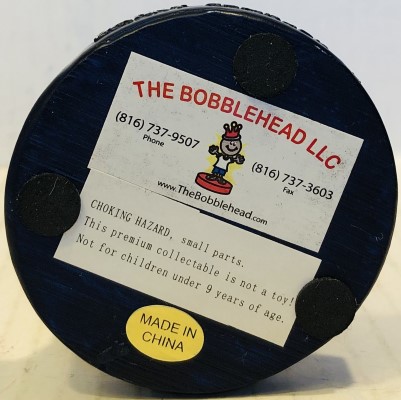 THE BOBBLEHEAD LLC
(816) 737-9507
Phone
(816) 737-3603
Fax
www.TheBobblehead.com
CHOKING HAZARD, small parts.
This premium collectable is not a toy!
Not for children under 9 years of age.
MADE IN
CHINA